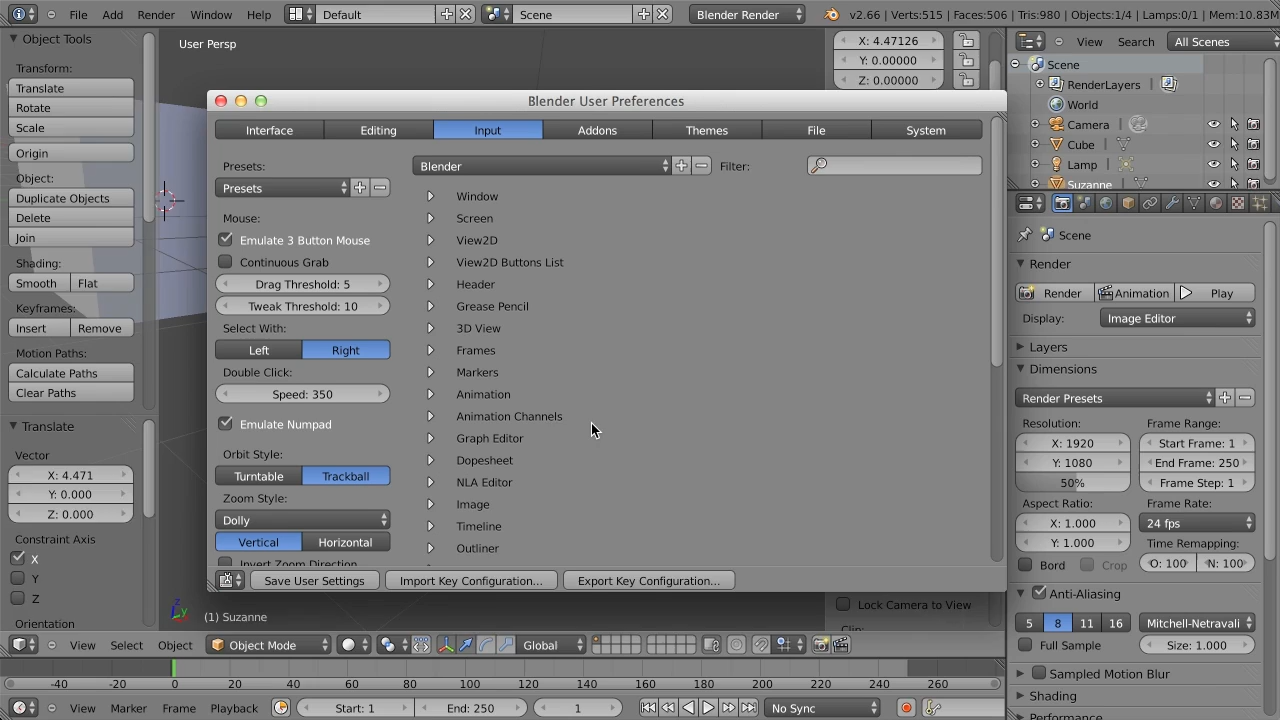 File Add Render Window Help Default Scene Blender Render v2.66 | Verts:515 | Faces:506 | Tris:980 | Objects:1/4 | Lamps:0/1 | Mem:10.83M
Object Tools
Transform:
Translate
Rotate
Scale
Origin
Object:
Duplicate Objects
Delete
Join
Shading:
Smooth Flat
Keyframes:
Insert Remove
Motion Paths:
Calculate Paths
Clear Paths
Translate
Vector
X: 4.471
Y: 0.000
Z: 0.000
Constraint Axis
X
Y
Z
Orientation
User Persp
X: 4.47126
Y: 0.00000
Z: 0.00000
Blender User Preferences
Interface Editing Input Addons Themes File System
Presets:
Presets
Mouse:
Emulate 3 Button Mouse
Continuous Grab
Drag Threshold: 5
Tweak Threshold: 10
Select With:
Left Right
Double Click:
Speed: 350
Emulate Numpad
Orbit Style:
Turntable Trackball
Zoom Style:
Dolly
Vertical Horizontal
Invert Zoom Direction
Blender Filter:
Window
Screen
View2D
View2D Buttons List
Header
Grease Pencil
3D View
Frames
Markers
Animation
Animation Channels
Graph Editor
Dopesheet
NLA Editor
Image
Timeline
Outliner
Save User Settings Import Key Configuration... Export Key Configuration...
(1) Suzanne
Lock Camera to View
Clip:
View Select Object Object Mode Global
-40 -20 0 20 40 60 80 100 120 140 160 180 200 220 240 260
View Marker Frame Playback Start: 1 End: 250 1 No Sync
View Search All Scenes
Scene
RenderLayers
World
Camera
Cube
Lamp
Suzanne
Scene
Render
Render Animation Play
Display: Image Editor
Layers
Dimensions
Render Presets
Resolution: Frame Range:
X: 1920 Start Frame: 1
Y: 1080 End Frame: 250
50% Frame Step: 1
Aspect Ratio: Frame Rate:
X: 1.000 24 fps
Y: 1.000 Time Remapping:
Bord Crop O: 100 N: 100
Anti-Aliasing
5 8 11 16 Mitchell-Netravali
Full Sample Size: 1.000
Sampled Motion Blur
Shading
Performance